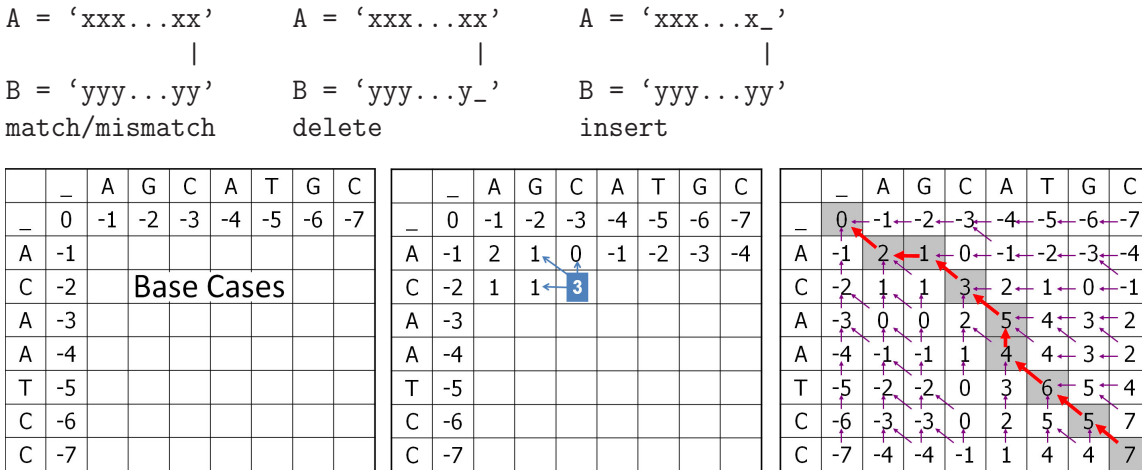 A = ‘xxx...xx’ A = ‘xxx...xx’ A = ‘xxx...x_’
| | |
B = ‘yyy...yy’ B = ‘yyy...y_’ B = ‘yyy...yy’
match/mismatch delete insert
_ A G C A T G C
_ 0 -1 -2 -3 -4 -5 -6 -7
A -1
C -2 Base Cases
A -3
A -4
T -5
C -6
C -7
_ A G C A T G C
_ 0 -1 -2 -3 -4 -5 -6 -7
A -1 2 1 0 -1 -2 -3 -4
C -2 1 1 3
A -3
A -4
T -5
C -6
C -7
_ A G C A T G C
_ 0 -1 -2 -3 -4 -5 -6 -7
A -1 2 1 0 -1 -2 -3 -4
C -2 1 1 3 2 1 0 -1
A -3 0 0 2 5 4 3 2
A -4 -1 -1 1 4 4 3 2
T -5 -2 -2 0 3 6 5 4
C -6 -3 -3 0 2 5 5 7
C -7 -4 -4 -1 1 4 4 7